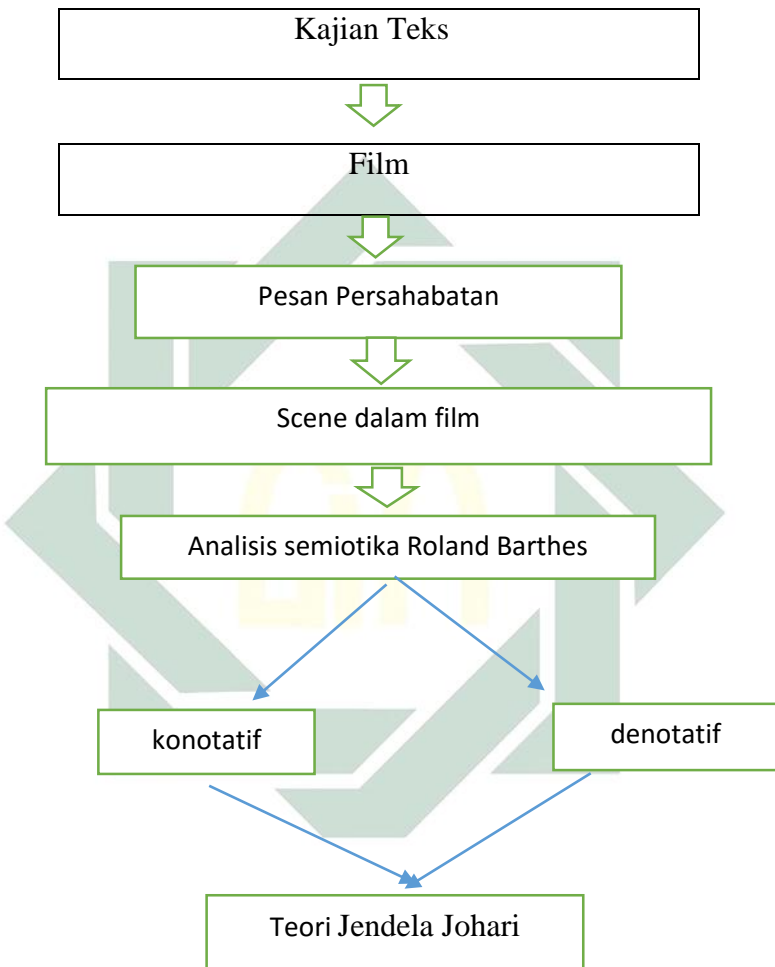 Kajian Teks
Film
Pesan Persahabatan
Scene dalam film
Analisis semiotika Roland Barthes
konotatif
denotatif
Teori Jendela Johari